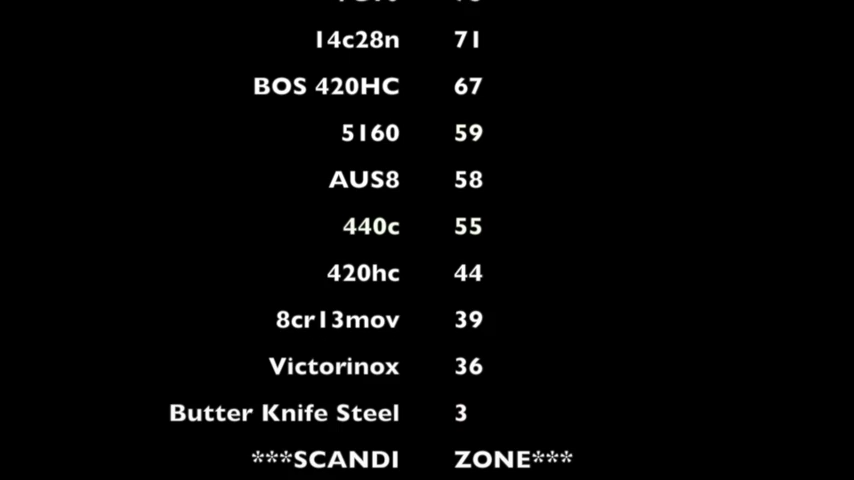 14c28n 71
BOS 420HC 67
5160 59
AUS8 58
440c 55
420hc 44
8cr13mov 39
Victorinox 36
Butter Knife Steel 3
***SCANDI ZONE***